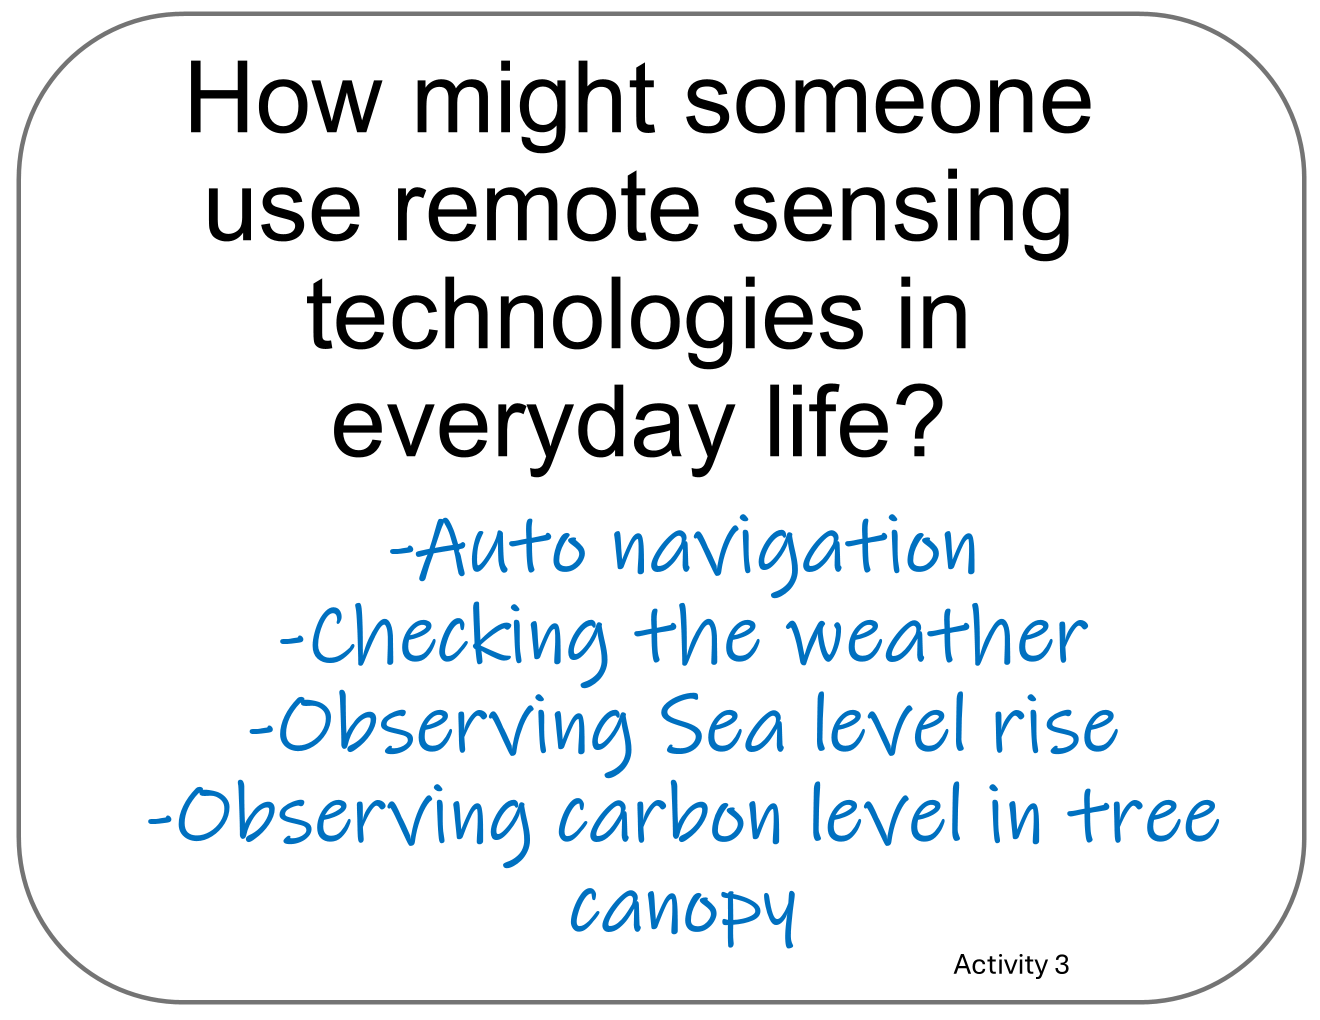 How might someone
use remote sensing
technologies in
everyday life?
-Auto navigation
-Checking the weather
-Observing Sea level rise
-Observing carbon level in tree
canopy
Activity 3